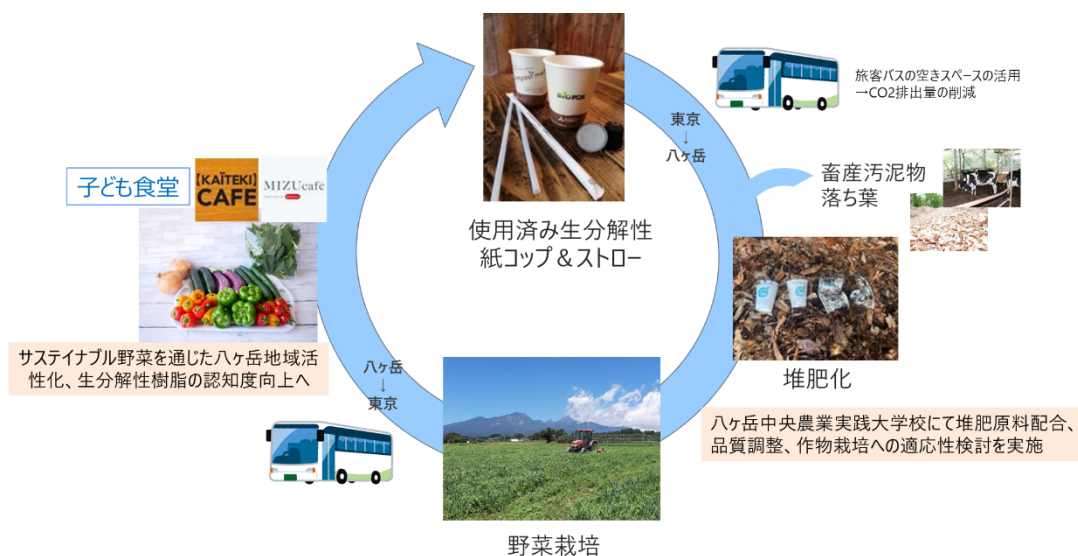 旅客バスの空きスペースの活用
→CO2排出量の削減
東京
↓
八ヶ岳
子ども食堂
【KAÏTEKI】
CAFE
MIZUcafe
畜産汚泥物
落ち葉
使用済み生分解性
紙コップ＆ストロー
サステイナブル野菜を通じた八ヶ岳地域活
性化、生分解性樹脂の認知度向上へ
八ヶ岳
↓
東京
堆肥化
八ヶ岳中央農業実践大学校にて堆肥原料配合、
品質調整、作物栽培への適応性検討を実施
野菜栽培